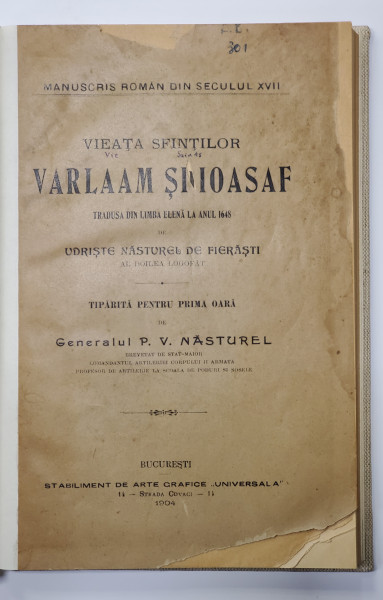 301
MANUSCRIS ROMÂN DIN SECULUL XVII
VIEAȚA SFINȚILOR
VARLAAM ȘI IOASAF
TRADUSA DIN LIMBA ELENĂ LA ANUL 1648
DE
UDRIȘTE NĂSTUREL DE FIERĂȘTI
AL DOILEA LOGOFĂT
TIPĂRITĂ PENTRU PRIMA OARĂ
DE
Generalul P. V. NĂSTUREL
BREVETAT DE STAT-MAJOR
COMANDANTUL ARTILERIEI CORPULUI II ARMATĂ
PROFESOR DE ARTILERIE LA ȘCOALA DE PODURI ȘI ȘOSELE
BUCUREȘTI
STABILIMENT DE ARTE GRAFICE „UNIVERSALA”
14 — STRADA COVACI — 14
1904